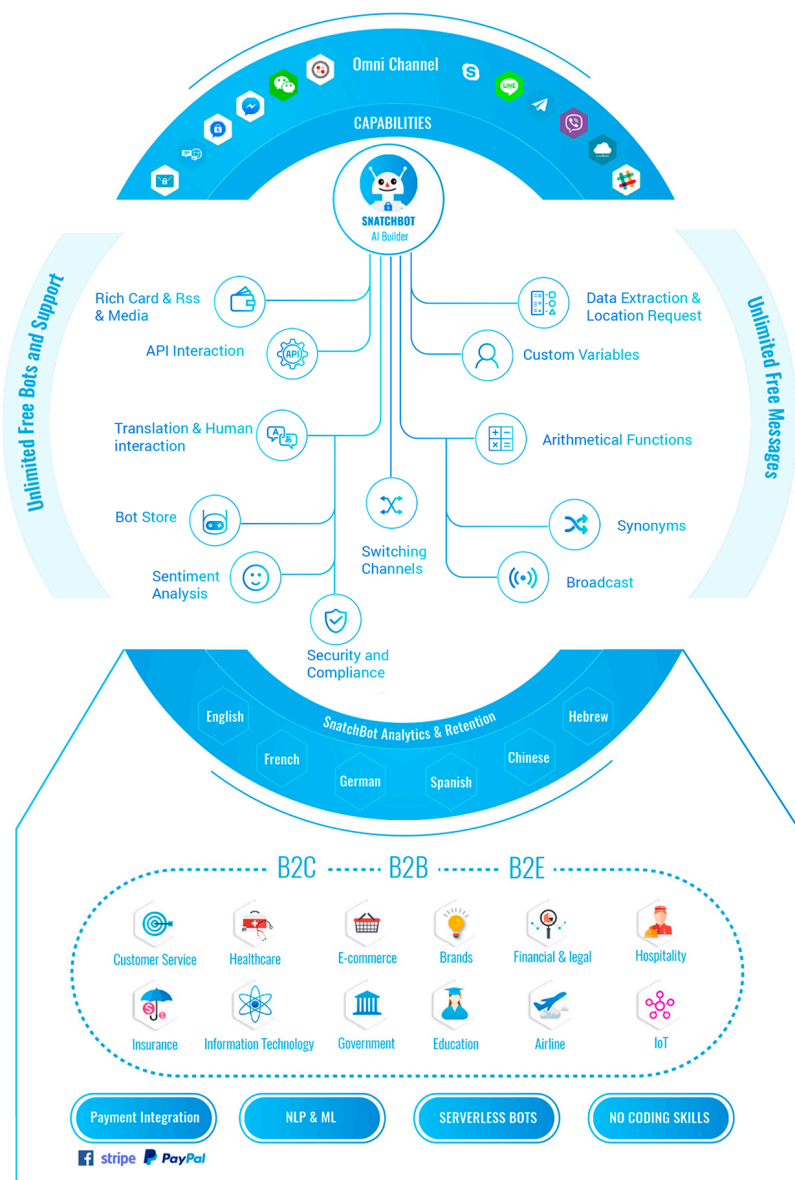 Omni Channel
LINE
CAPABILITIES
SNATCHBOT
AI Builder
Unlimited Free Bots and Support
Unlimited Free Messages
Rich Card & Rss
& Media
Data Extraction &
Location Request
API Interaction
API
Custom Variables
Translation & Human
interaction
A
Arithmetical Functions
Bot Store
Synonyms
Switching
Channels
Sentiment
Analysis
Broadcast
Security and
Compliance
SnatchBot Analytics & Retention
English
French
German
Spanish
Chinese
Hebrew
B2C
B2B
B2E
Customer Service
Healthcare
E-commerce
Brands
Financial & legal
Hospitality
Insurance
Information Technology
Government
Education
Airline
IoT
Payment Integration
NLP & ML
SERVERLESS BOTS
NO CODING SKILLS
stripe
PayPal